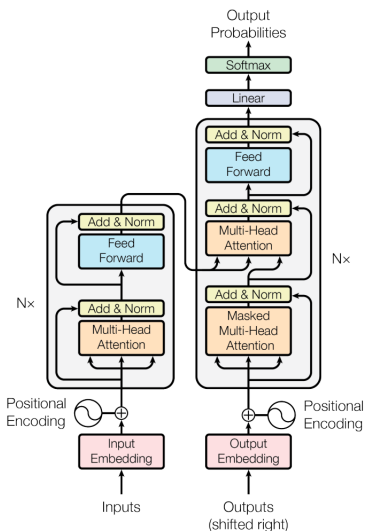 Output
Probabilities
Softmax
Linear
Add & Norm
Feed
Forward
Add & Norm
Multi-Head
Attention
Add & Norm
Masked
Multi-Head
Attention
N×
Add & Norm
Feed
Forward
N×
Add & Norm
Multi-Head
Attention
Positional
Encoding
Positional
Encoding
Input
Embedding
Output
Embedding
Inputs
Outputs
(shifted right)